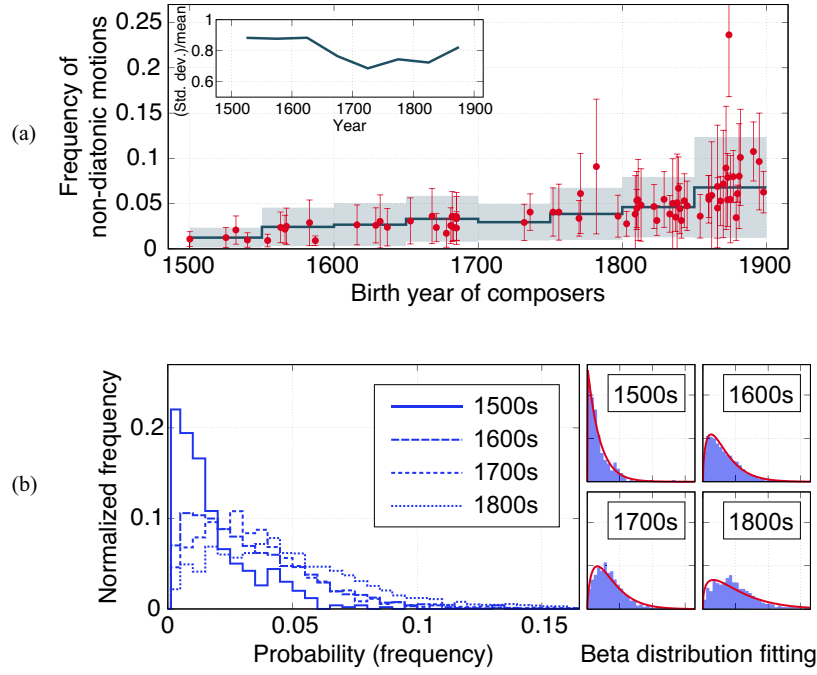 (a)
Frequency of
non-diatonic motions
0.25
0.2
0.15
0.1
0.05
0
1500
1600
1700
1800
1900
Birth year of composers
(Std. dev.)/mean
1
0.8
0.6
1500
1600
1700
1800
1900
Year
(b)
Normalized frequency
0.2
0.1
0
0
0.05
0.1
0.15
Probability (frequency)
1500s
1600s
1700s
1800s
1500s
1600s
1700s
1800s
Beta distribution fitting